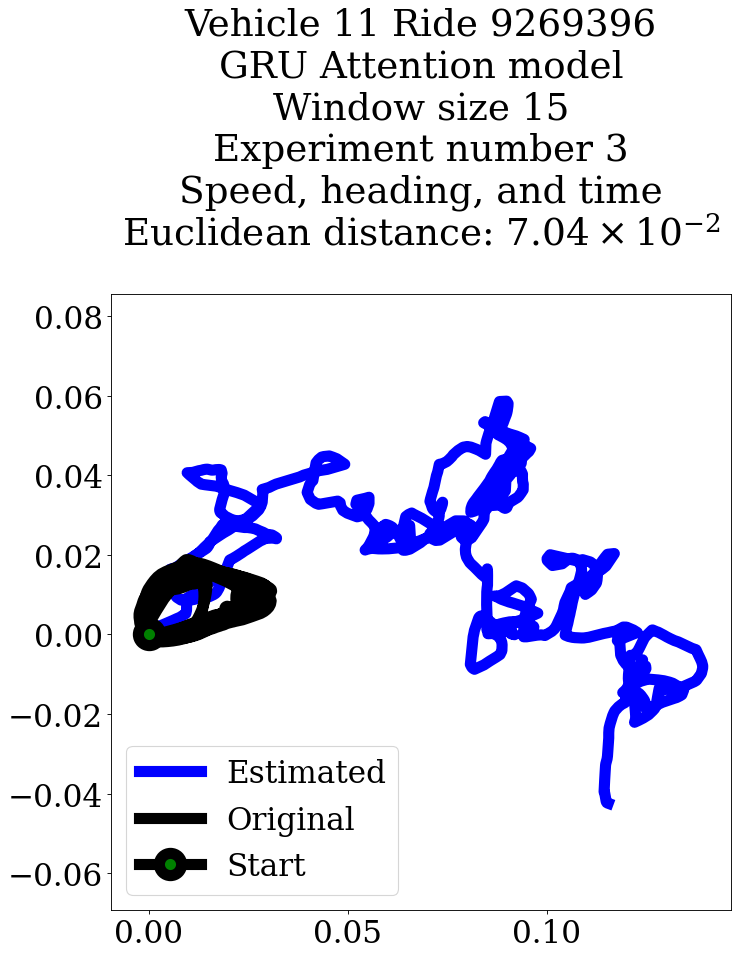 Vehicle 11 Ride 9269396
GRU Attention model
Window size 15
Experiment number 3
Speed, heading, and time
Euclidean distance: 7.04 × 10⁻²
0.08
0.06
0.04
0.02
0.00
−0.02
−0.04
−0.06
Estimated
Original
Start
0.00 0.05 0.10